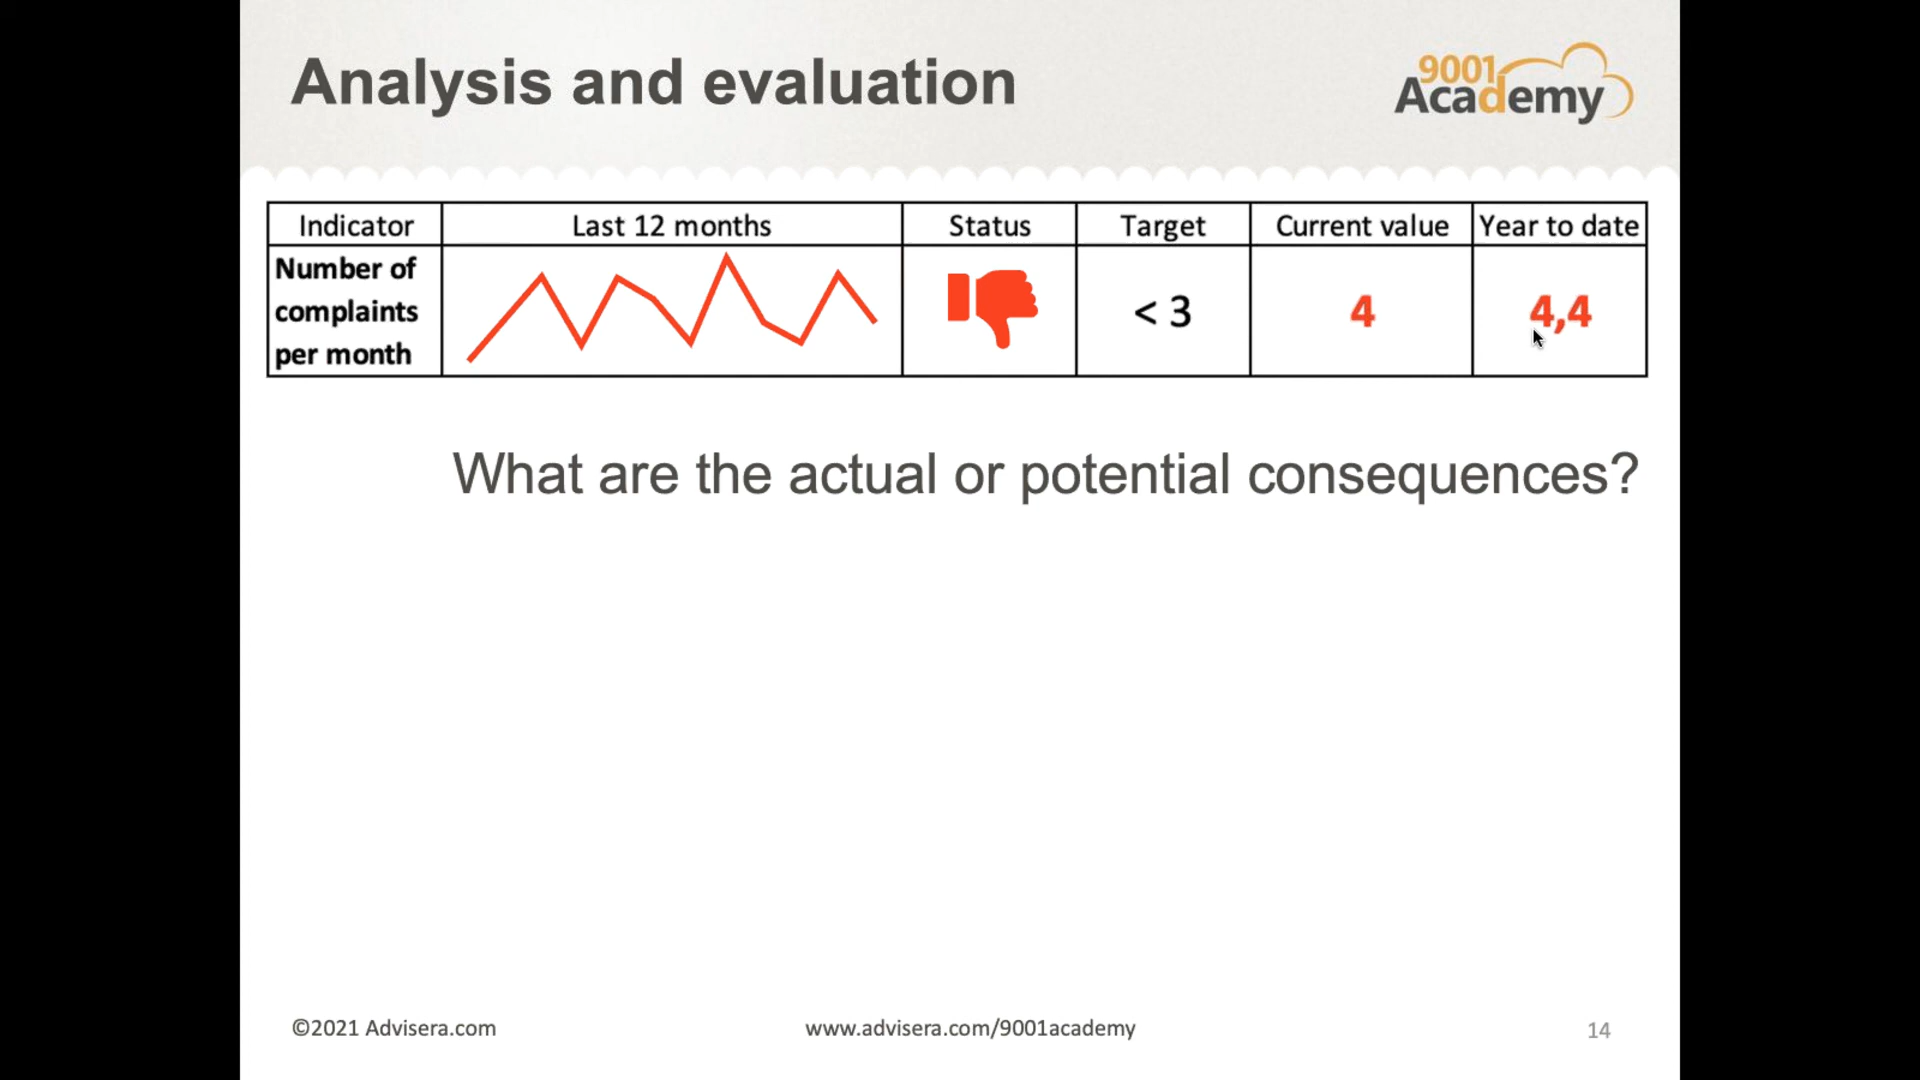 Analysis and evaluation
9001
Academy
Indicator Last 12 months Status Target Current value Year to date
Number of
complaints
per month
< 3 4 4,4
What are the actual or potential consequences?
©2021 Advisera.com www.advisera.com/9001academy 14